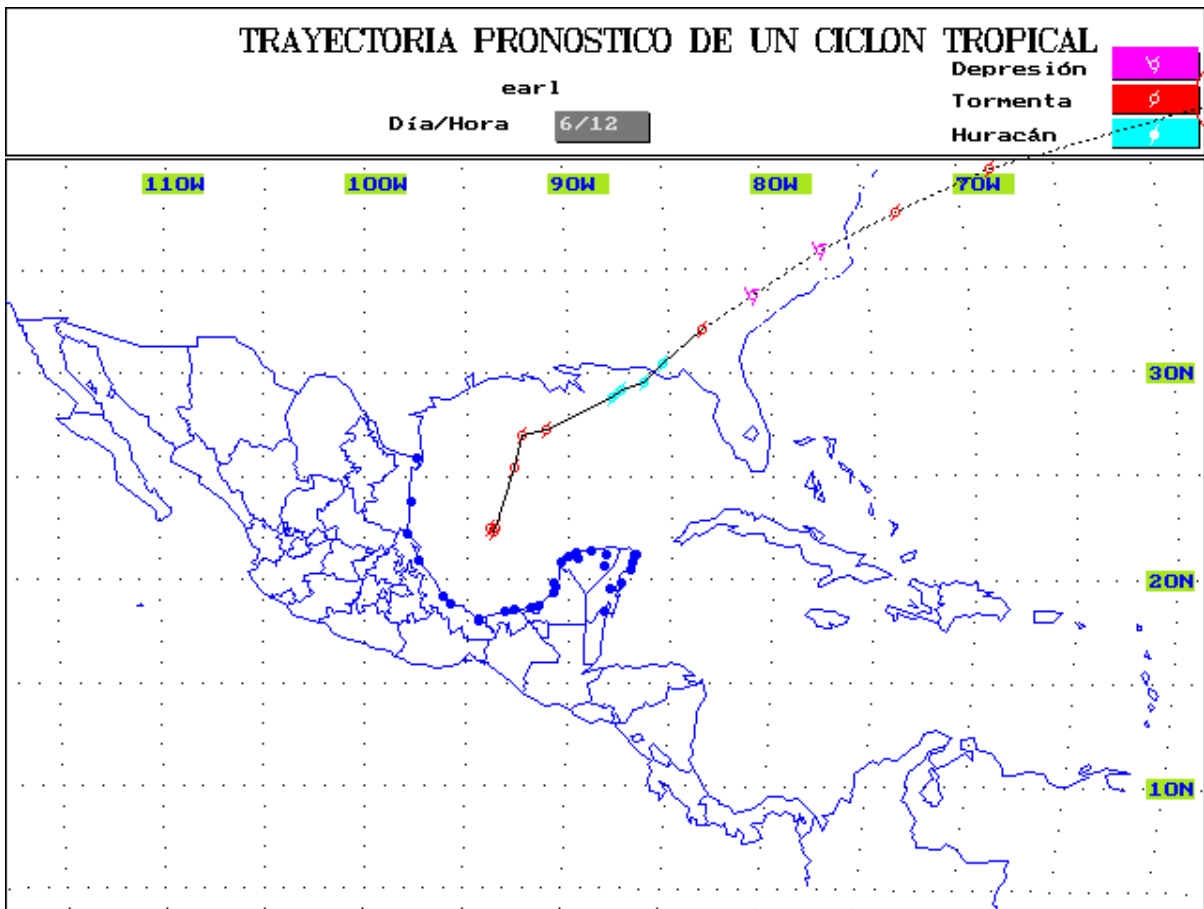 TRAYECTORIA PRONOSTICO DE UN CICLON TROPICAL
earl
Día/Hora 6/12
Depresión
Tormenta
Huracán
110W 100W 90W 80W 70W
30N
20N
10N